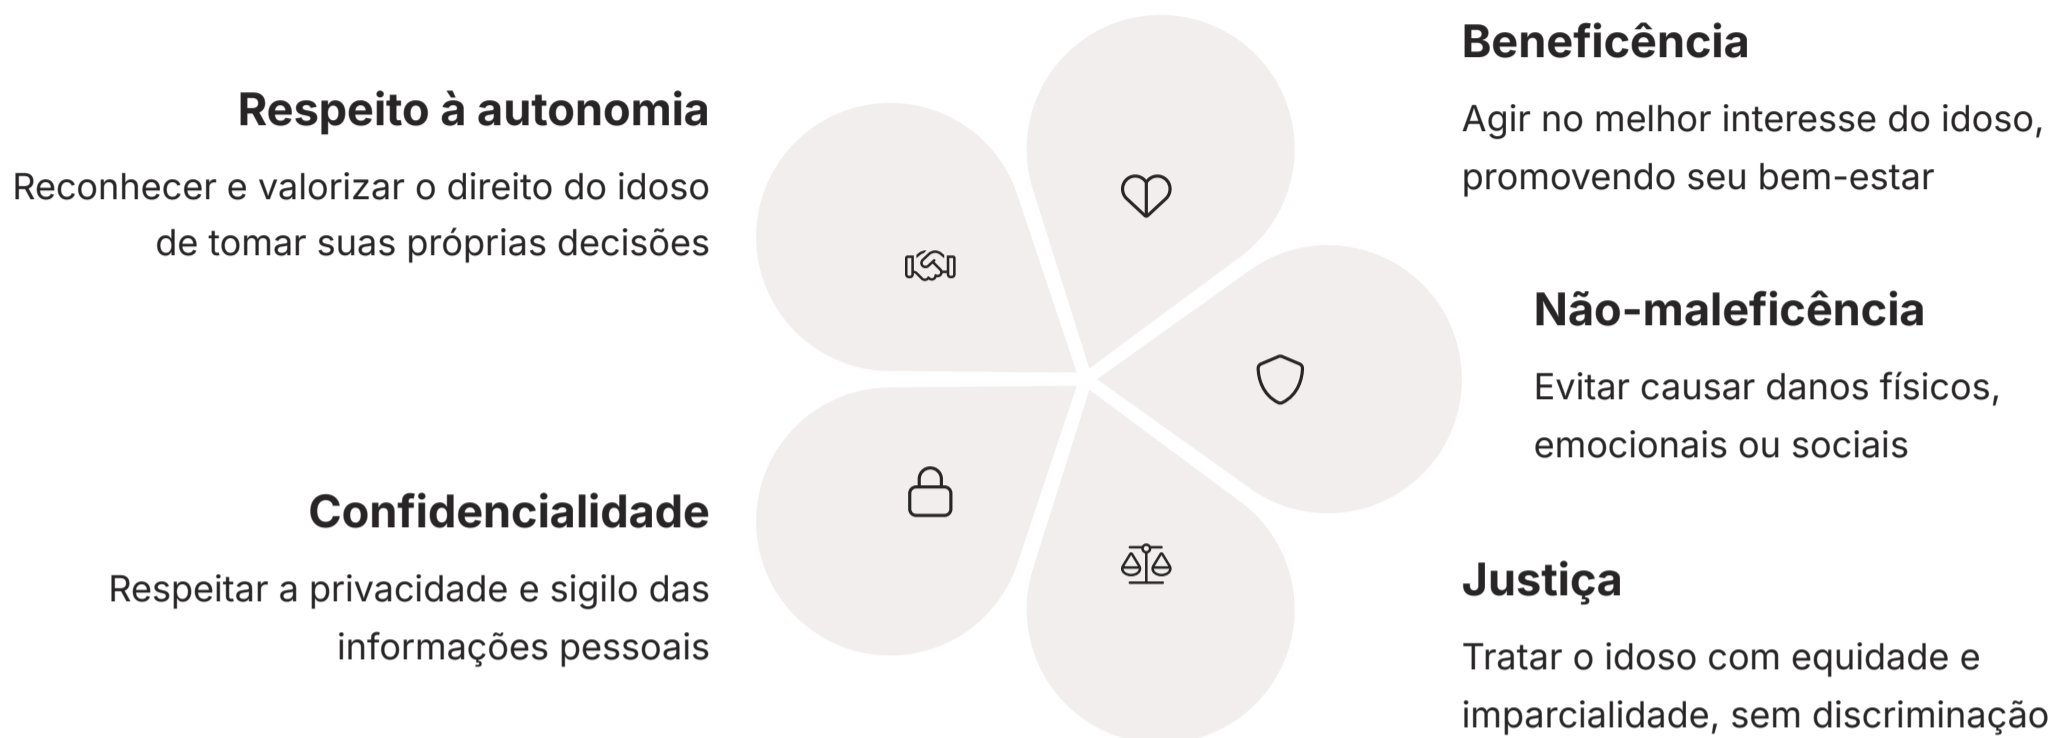 Respeito à autonomia
Reconhecer e valorizar o direito do idoso
de tomar suas próprias decisões
Beneficência
Agir no melhor interesse do idoso,
promovendo seu bem-estar
Não-maleficência
Evitar causar danos físicos,
emocionais ou sociais
Justiça
Tratar o idoso com equidade e
imparcialidade, sem discriminação
Confidencialidade
Respeitar a privacidade e sigilo das
informações pessoais